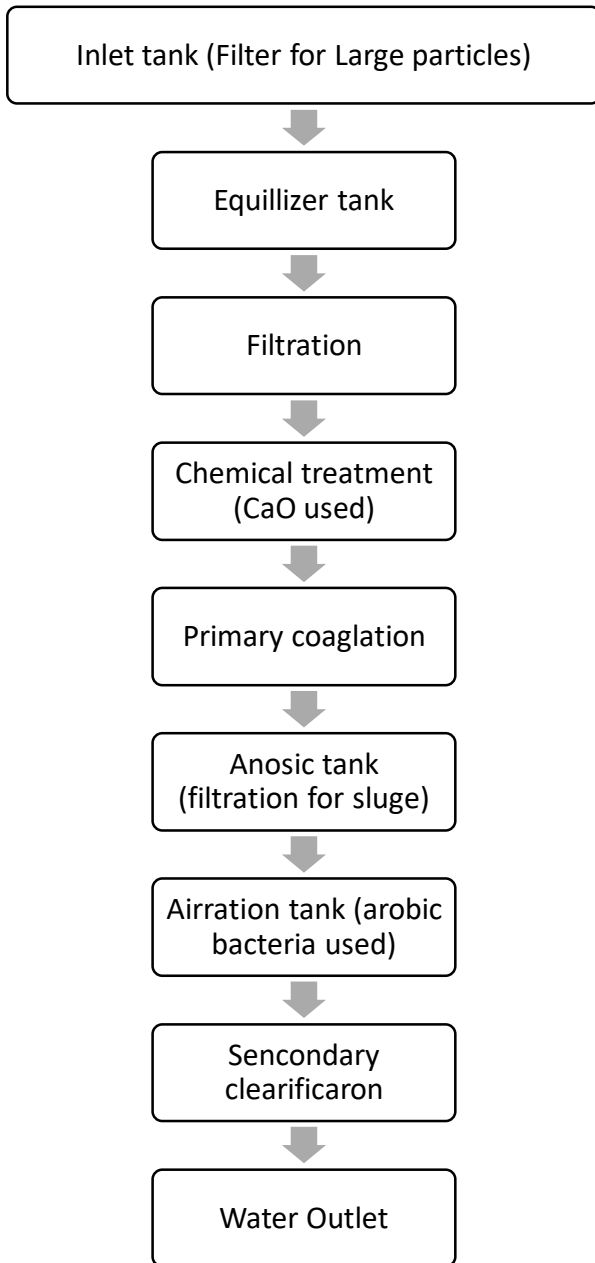 Inlet tank (Filter for Large particles)
Equillizer tank
Filtration
Chemical treatment
(CaO used)
Primary coaglation
Anosic tank
(filtration for sluge)
Airration tank (arobic
bacteria used)
Sencondary
clearificaron
Water Outlet